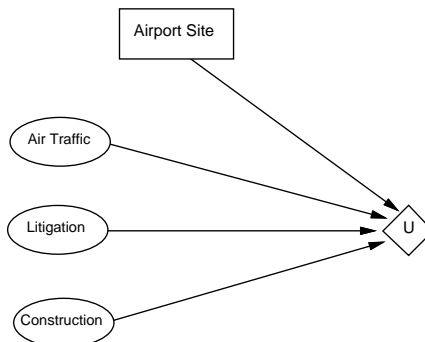 Airport Site
Air Traffic
Litigation
U
Construction